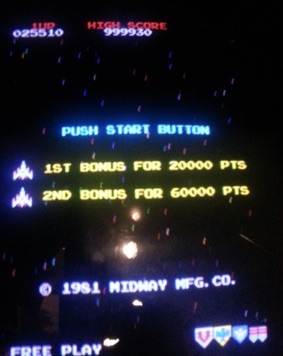 1UP HIGH SCORE
025510 999930
PUSH START BUTTON
1ST BONUS FOR 20000 PTS
2ND BONUS FOR 60000 PTS
© 1981 MIDWAY MFG.CO.
FREE PLAY